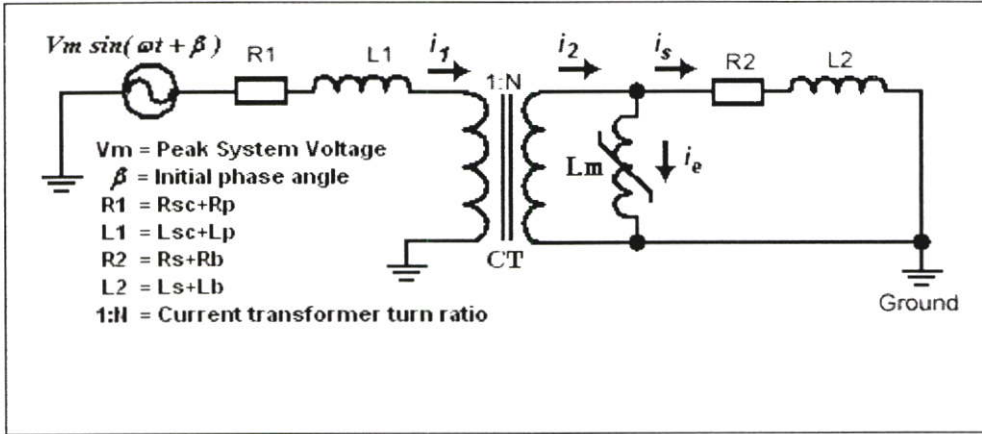 Vm sin( ωt + β )
R1
L1
i1
1:N
i2
is
R2
L2
Lm
ie
CT
Ground
Vm = Peak System Voltage
β = Initial phase angle
R1 = Rsc+Rp
L1 = Lsc+Lp
R2 = Rs+Rb
L2 = Ls+Lb
1:N = Current transformer turn ratio